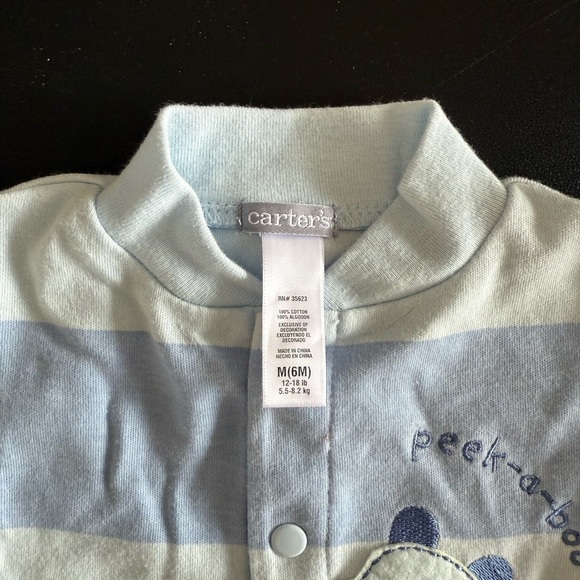 carter's
RN# 35623
100% COTTON
100% ALGODON
EXCLUSIVE OF
DECORATION
EXCLUYENDO EL
DECORADO
MADE IN CHINA
HECHO EN CHINA
M(6M)
12-18 lb
5.5-8.2 kg
peek-a-boo